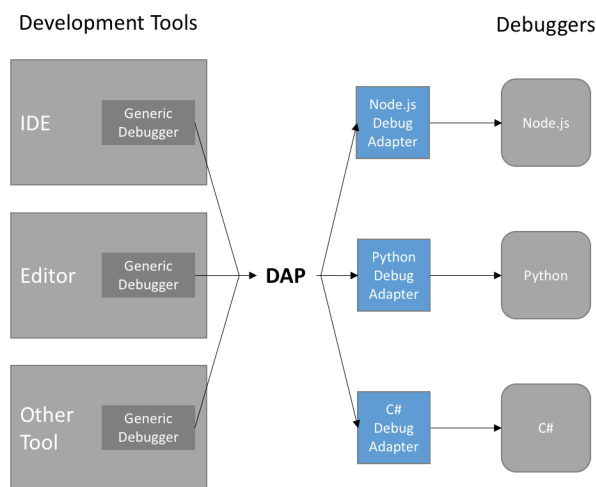 Development Tools
Debuggers
IDE
Generic
Debugger
Node.js
Debug
Adapter
Node.js
Editor
Generic
Debugger
DAP
Python
Debug
Adapter
Python
Other
Tool
Generic
Debugger
C#
Debug
Adapter
C#